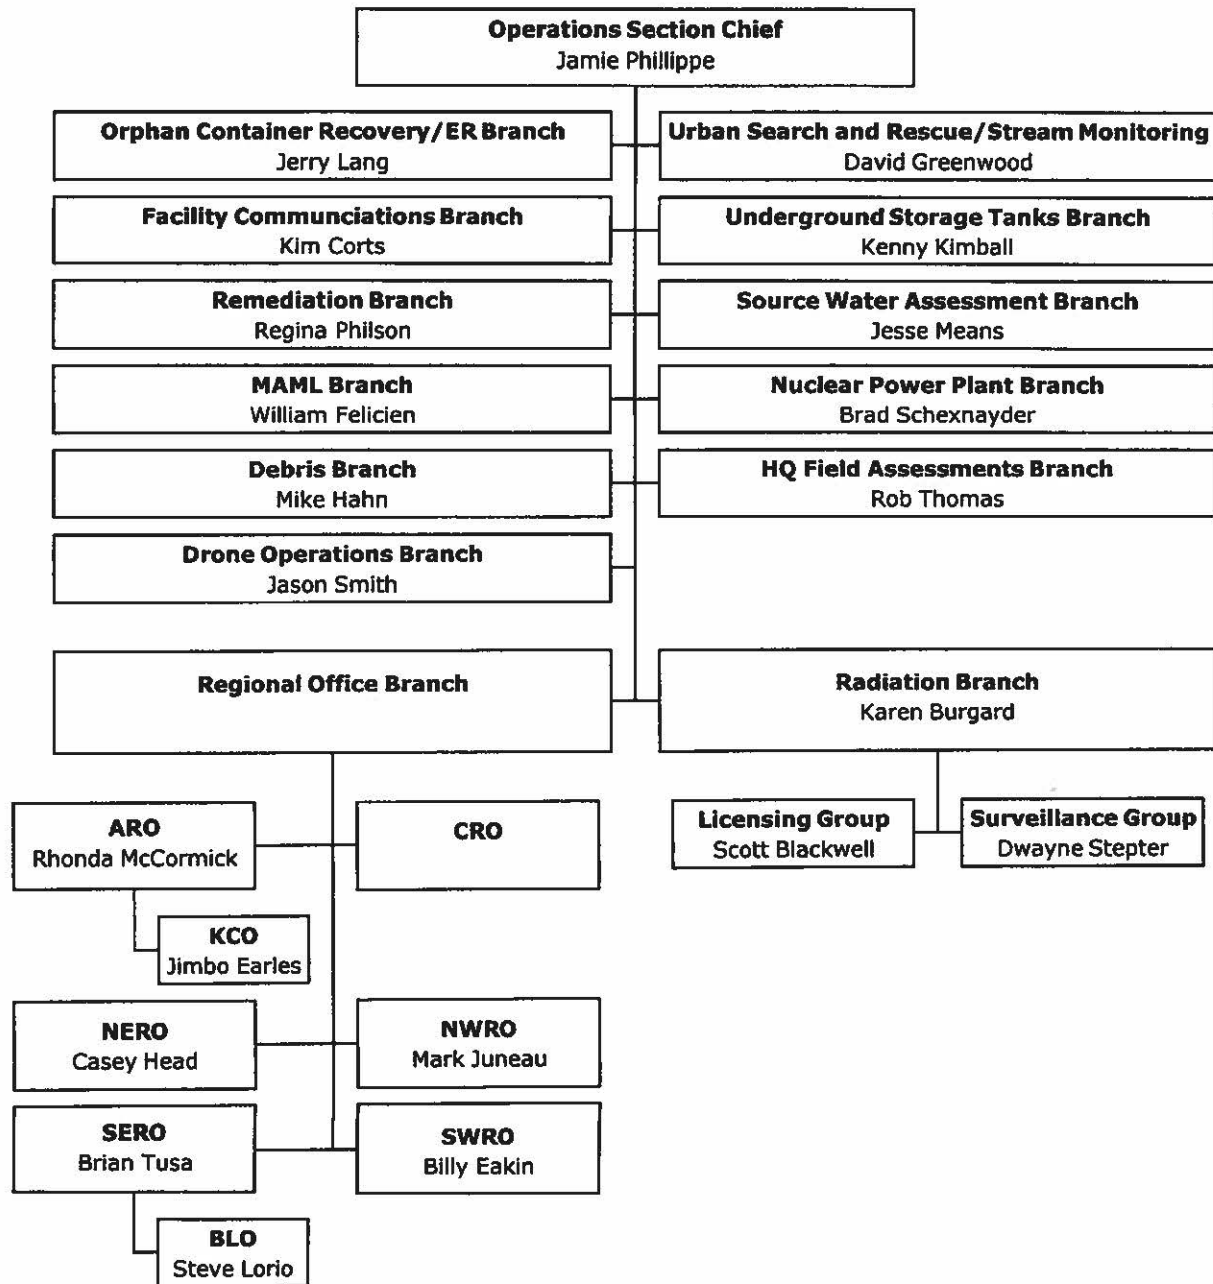 Operations Section Chief
Jamie Phillippe
Orphan Container Recovery/ER Branch
Jerry Lang
Urban Search and Rescue/Stream Monitoring
David Greenwood
Facility Communciations Branch
Kim Corts
Underground Storage Tanks Branch
Kenny Kimball
Remediation Branch
Regina Philson
Source Water Assessment Branch
Jesse Means
MAML Branch
William Felicien
Nuclear Power Plant Branch
Brad Schexnayder
Debris Branch
Mike Hahn
HQ Field Assessments Branch
Rob Thomas
Drone Operations Branch
Jason Smith
Regional Office Branch
Radiation Branch
Karen Burgard
ARO
Rhonda McCormick
CRO
Licensing Group
Scott Blackwell
Surveillance Group
Dwayne Stepter
KCO
Jimbo Earles
NERO
Casey Head
NWRO
Mark Juneau
SERO
Brian Tusa
SWRO
Billy Eakin
BLO
Steve Lorio